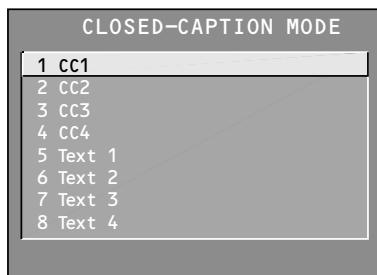 CLOSED-CAPTION MODE
1 CC1
2 CC2
3 CC3
4 CC4
5 Text 1
6 Text 2
7 Text 3
8 Text 4